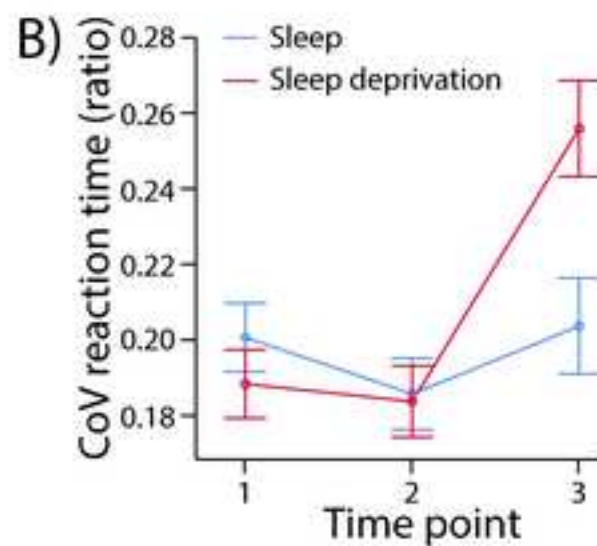 B)
CoV reaction time (ratio)
0.28
0.26
0.24
0.22
0.20
0.18
Sleep
Sleep deprivation
1 2 3
Time point